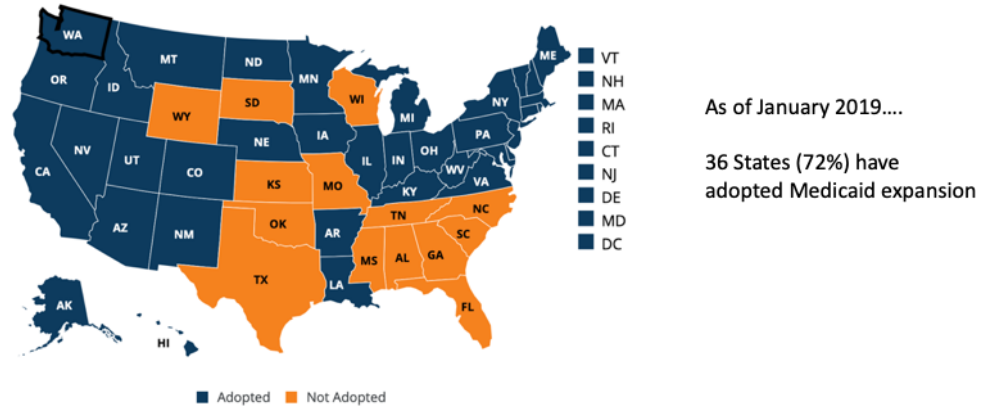 WA
ME
MT
ND
MN
OR
ID
WI
SD
NY
WY
MI
IA
PA
NE
NV
OH
IL
IN
UT
CO
WV
VA
CA
KS
MO
KY
NC
TN
OK
AZ
NM
AR
SC
MS
AL
GA
TX
LA
FL
AK
HI
VT
NH
MA
RI
CT
NJ
DE
MD
DC
As of January 2019....
36 States (72%) have
adopted Medicaid expansion
Adopted
Not Adopted